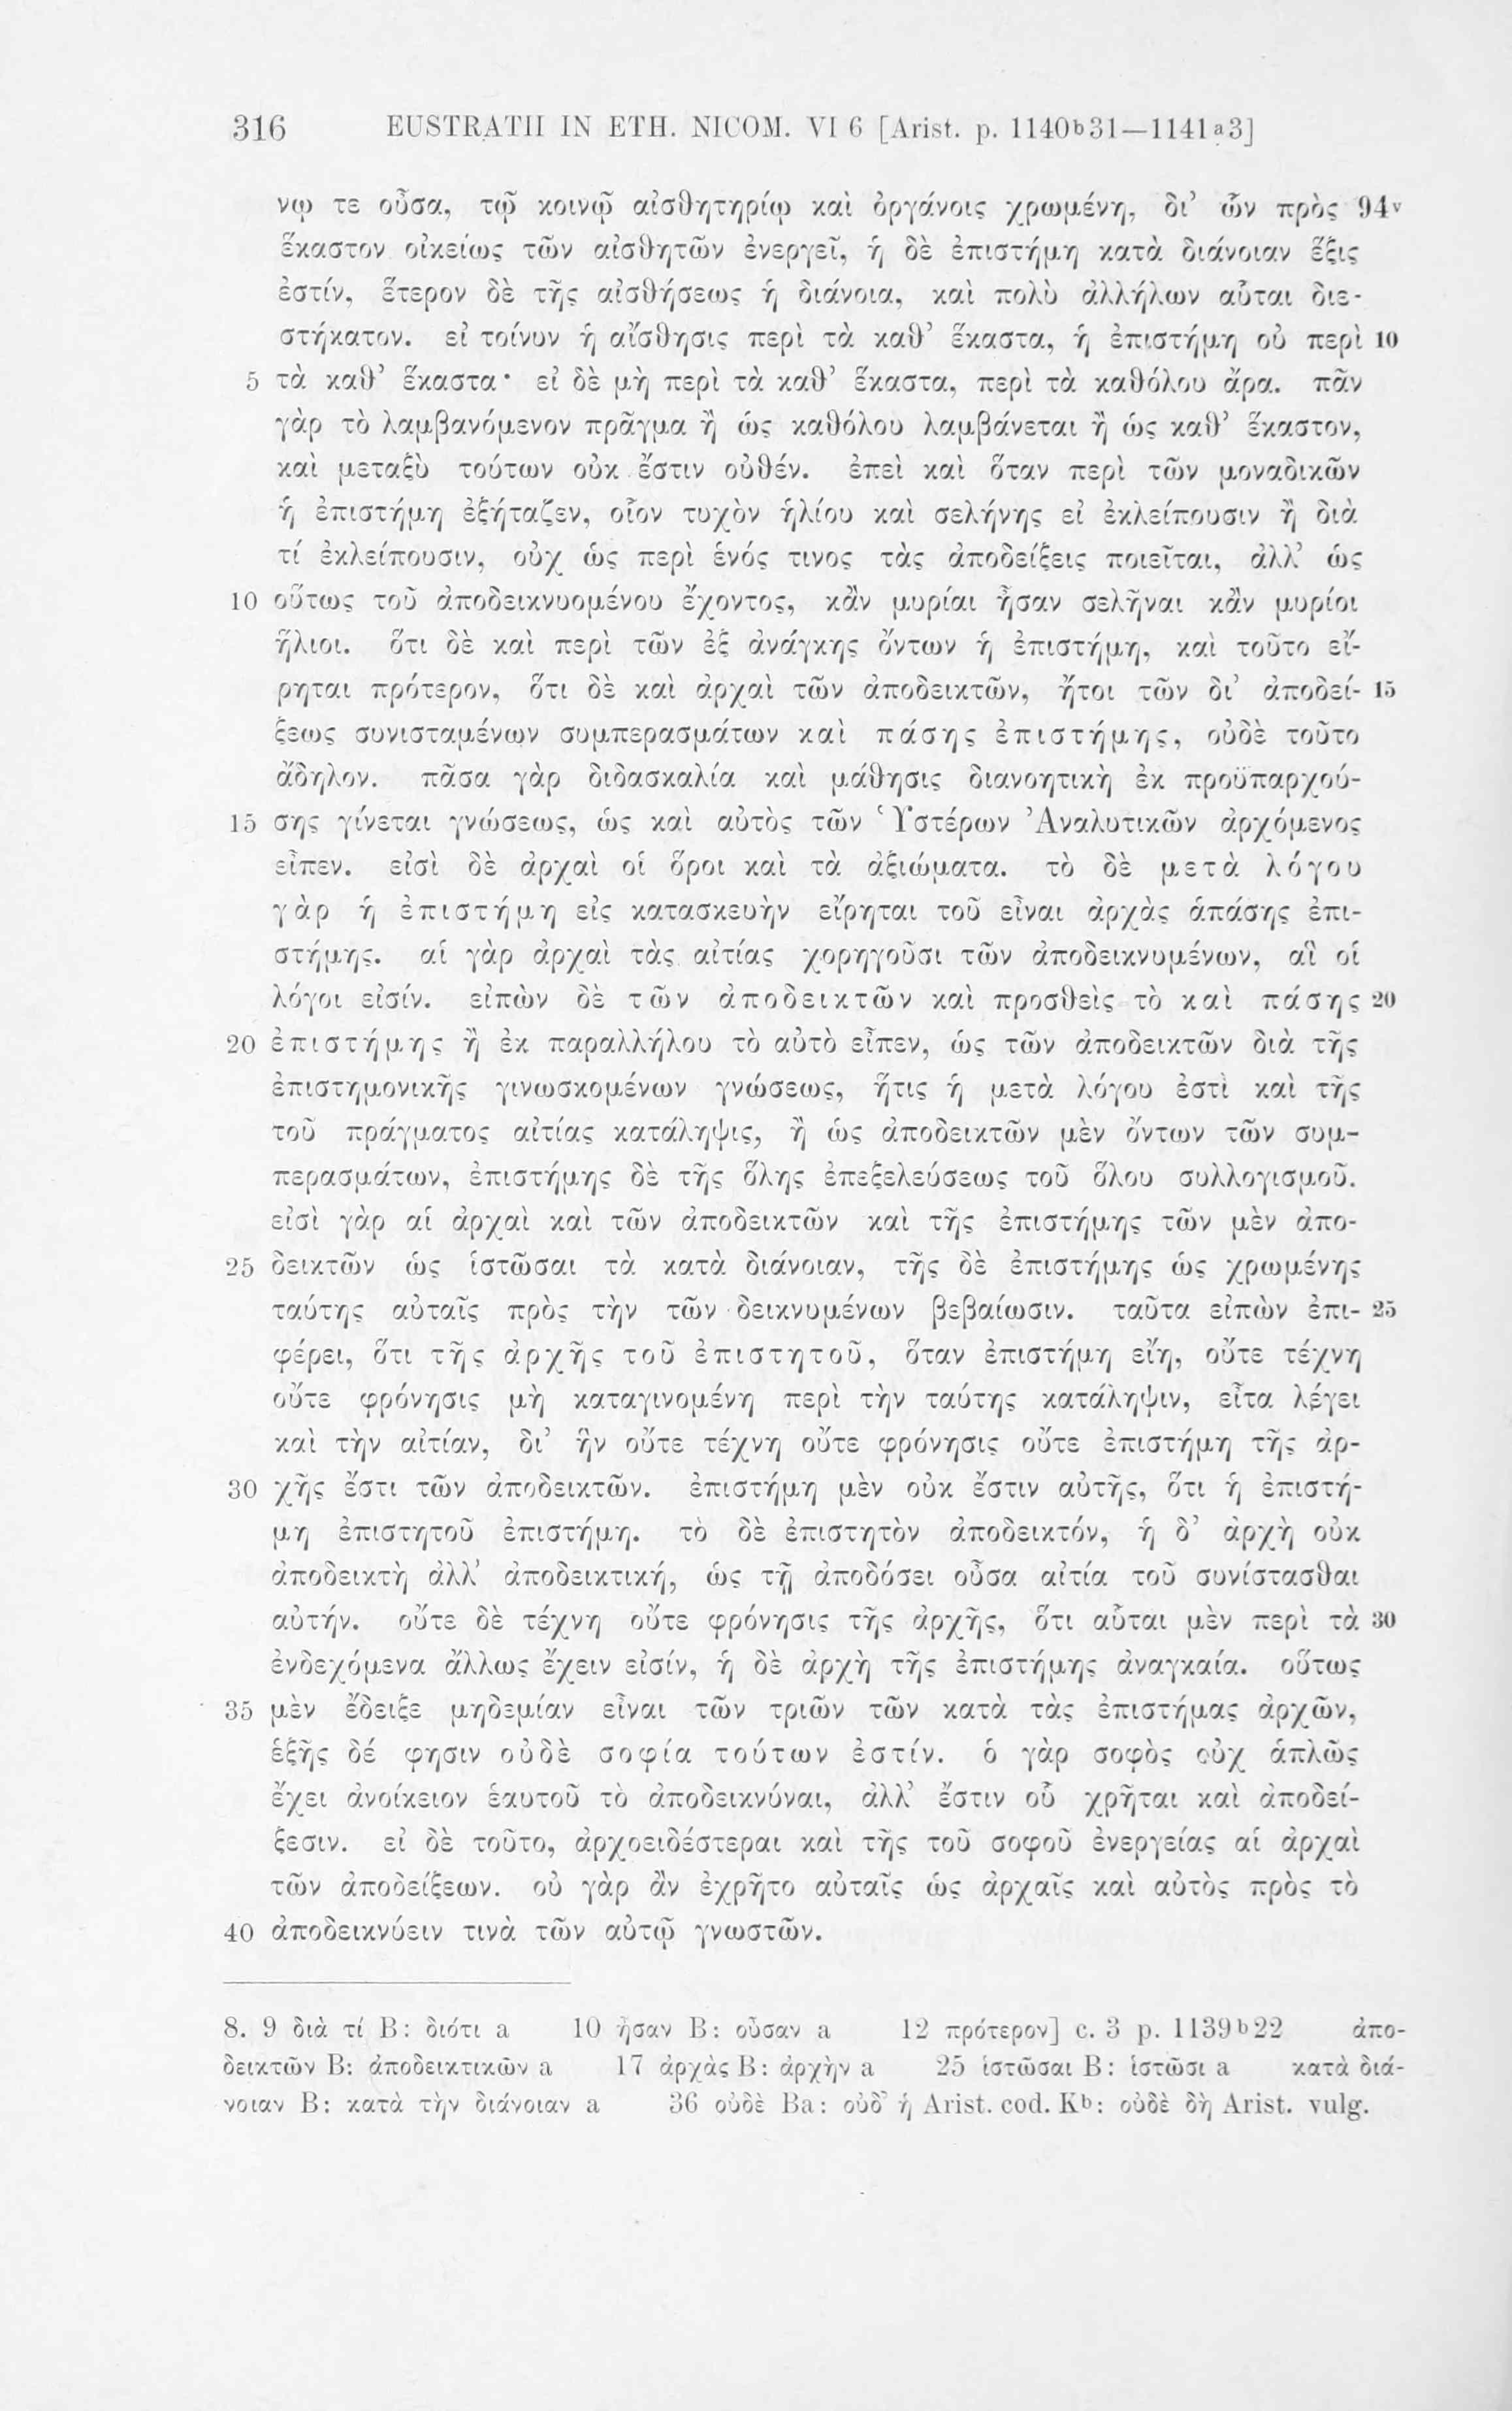 316 EUSTRATII IN ETH. NICOM. VI 6 [Arist. p. 1140b31—1141a3]
νῳ τε οὖσα, τῷ κοινῷ αἰσθητηρίῳ καὶ ὀργάνοις χρωμένη, δι’ ὧν πρὸς 94v
ἕκαστον οἰκείως τῶν αἰσθητῶν ἐνεργεῖ, ἡ δὲ ἐπιστήμη κατὰ διάνοιαν ἕξις
ἐστίν, ἕτερον δὲ τῆς αἰσθήσεως ἡ διάνοια, καὶ πολὺ ἀλλήλων αὗται διε-
στήκατον. εἰ τοίνυν ἡ αἴσθησις περὶ τὰ καθ’ ἕκαστα, ἡ ἐπιστήμη οὐ περὶ 10
5 τὰ καθ’ ἕκαστα· εἰ δὲ μὴ περὶ τὰ καθ’ ἕκαστα, περὶ τὰ καθόλου ἄρα. πᾶν
γὰρ τὸ λαμβανόμενον πρᾶγμα ἢ ὡς καθόλου λαμβάνεται ἢ ὡς καθ’ ἕκαστον,
καὶ μεταξὺ τούτων οὐκ ἔστιν οὐθέν. ἐπεὶ καὶ ὅταν περὶ τῶν μοναδικῶν
ἡ ἐπιστήμη ἐξήταζεν, οἷον τυχὸν ἡλίου καὶ σελήνης εἰ ἐκλείπουσιν ἢ διὰ
τί ἐκλείπουσιν, οὐχ ὡς περὶ ἑνός τινος τὰς ἀποδείξεις ποιεῖται, ἀλλ’ ὡς
10 οὕτως τοῦ ἀποδεικνυομένου ἔχοντος, κἂν μυρίαι ἦσαν σελῆναι κἂν μυρίοι
ἥλιοι. ὅτι δὲ καὶ περὶ τῶν ἐξ ἀνάγκης ὄντων ἡ ἐπιστήμη, καὶ τοῦτο εἴ-
ρηται πρότερον, ὅτι δὲ καὶ ἀρχαὶ τῶν ἀποδεικτῶν, ἤτοι τῶν δι’ ἀποδεί- 15
ξεως συνισταμένων συμπερασμάτων καὶ πάσης ἐπιστήμης, οὐδὲ τοῦτο
ἄδηλον. πᾶσα γὰρ διδασκαλία καὶ μάθησις διανοητικὴ ἐκ προϋπαρχού-
15 σης γίνεται γνώσεως, ὡς καὶ αὐτὸς τῶν Ὑστέρων Ἀναλυτικῶν ἀρχόμενος
εἶπεν. εἰσὶ δὲ ἀρχαὶ οἱ ὅροι καὶ τὰ ἀξιώματα. τὸ δὲ μετὰ λόγου
γὰρ ἡ ἐπιστήμη εἰς κατασκευὴν εἴρηται τοῦ εἶναι ἀρχὰς ἁπάσης ἐπι-
στήμης. αἱ γὰρ ἀρχαὶ τὰς αἰτίας χορηγοῦσι τῶν ἀποδεικνυμένων, αἳ οἱ
λόγοι εἰσίν. εἰπὼν δὲ τῶν ἀποδεικτῶν καὶ προσθεὶς τὸ καὶ πάσης 20
20 ἐπιστήμης ἢ ἐκ παραλλήλου τὸ αὐτὸ εἶπεν, ὡς τῶν ἀποδεικτῶν διὰ τῆς
ἐπιστημονικῆς γινωσκομένων γνώσεως, ἥτις ἡ μετὰ λόγου ἐστὶ καὶ τῆς
τοῦ πράγματος αἰτίας κατάληψις, ἢ ὡς ἀποδεικτῶν μὲν ὄντων τῶν συμ-
περασμάτων, ἐπιστήμης δὲ τῆς ὅλης ἐπεξελεύσεως τοῦ ὅλου συλλογισμοῦ.
εἰσὶ γὰρ αἱ ἀρχαὶ καὶ τῶν ἀποδεικτῶν καὶ τῆς ἐπιστήμης τῶν μὲν ἀπο-
25 δεικτῶν ὡς ἱστῶσαι τὰ κατὰ διάνοιαν, τῆς δὲ ἐπιστήμης ὡς χρωμένης
ταύτης αὐταῖς πρὸς τὴν τῶν δεικνυμένων βεβαίωσιν. ταῦτα εἰπὼν ἐπι- 25
φέρει, ὅτι τῆς ἀρχῆς τοῦ ἐπιστητοῦ, ὅταν ἐπιστήμη εἴη, οὔτε τέχνη
οὔτε φρόνησις μὴ καταγινομένη περὶ τὴν ταύτης κατάληψιν, εἶτα λέγει
καὶ τὴν αἰτίαν, δι’ ἣν οὔτε τέχνη οὔτε φρόνησις οὔτε ἐπιστήμη τῆς ἀρ-
30 χῆς ἔστι τῶν ἀποδεικτῶν. ἐπιστήμη μὲν οὐκ ἔστιν αὐτῆς, ὅτι ἡ ἐπιστή-
μη ἐπιστητοῦ ἐπιστήμη. τὸ δὲ ἐπιστητὸν ἀποδεικτόν, ἡ δ’ ἀρχὴ οὐκ
ἀποδεικτὴ ἀλλ’ ἀποδεικτική, ὡς τῇ ἀποδόσει οὖσα αἰτία τοῦ συνίστασθαι
αὐτήν. οὔτε δὲ τέχνη οὔτε φρόνησις τῆς ἀρχῆς, ὅτι αὗται μὲν περὶ τὰ 30
ἐνδεχόμενα ἄλλως ἔχειν εἰσίν, ἡ δὲ ἀρχὴ τῆς ἐπιστήμης ἀναγκαία. οὕτως
35 μὲν ἔδειξε μηδεμίαν εἶναι τῶν τριῶν τῶν κατὰ τὰς ἐπιστήμας ἀρχῶν,
ἑξῆς δέ φησιν οὐδὲ σοφία τούτων ἐστίν. ὁ γὰρ σοφὸς οὐχ ἁπλῶς
ἔχει ἀνοίκειον ἑαυτοῦ τὸ ἀποδεικνύναι, ἀλλ’ ἔστιν οὗ χρῆται καὶ ἀποδεί-
ξεσιν. εἰ δὲ τοῦτο, ἀρχοειδέστεραι καὶ τῆς τοῦ σοφοῦ ἐνεργείας αἱ ἀρχαὶ
τῶν ἀποδείξεων. οὐ γὰρ ἂν ἐχρῆτο αὐταῖς ὡς ἀρχαῖς καὶ αὐτὸς πρὸς τὸ
40 ἀποδεικνύειν τινὰ τῶν αὐτῷ γνωστῶν.
8. 9 διὰ τί B: διότι a 10 ἦσαν B: οὖσαν a 12 πρότερον] c. 3 p. 1139b22 ἀπο-
δεικτῶν B: ἀποδεικτικῶν a 17 ἀρχὰς B: ἀρχὴν a 25 ἱστῶσαι B: ἱστῶσι a κατὰ διά-
νοιαν B: κατὰ τὴν διάνοιαν a 36 οὐδὲ Ba: οὐδ’ ἡ Arist. cod. Kb: οὐδὲ δὴ Arist. vulg.